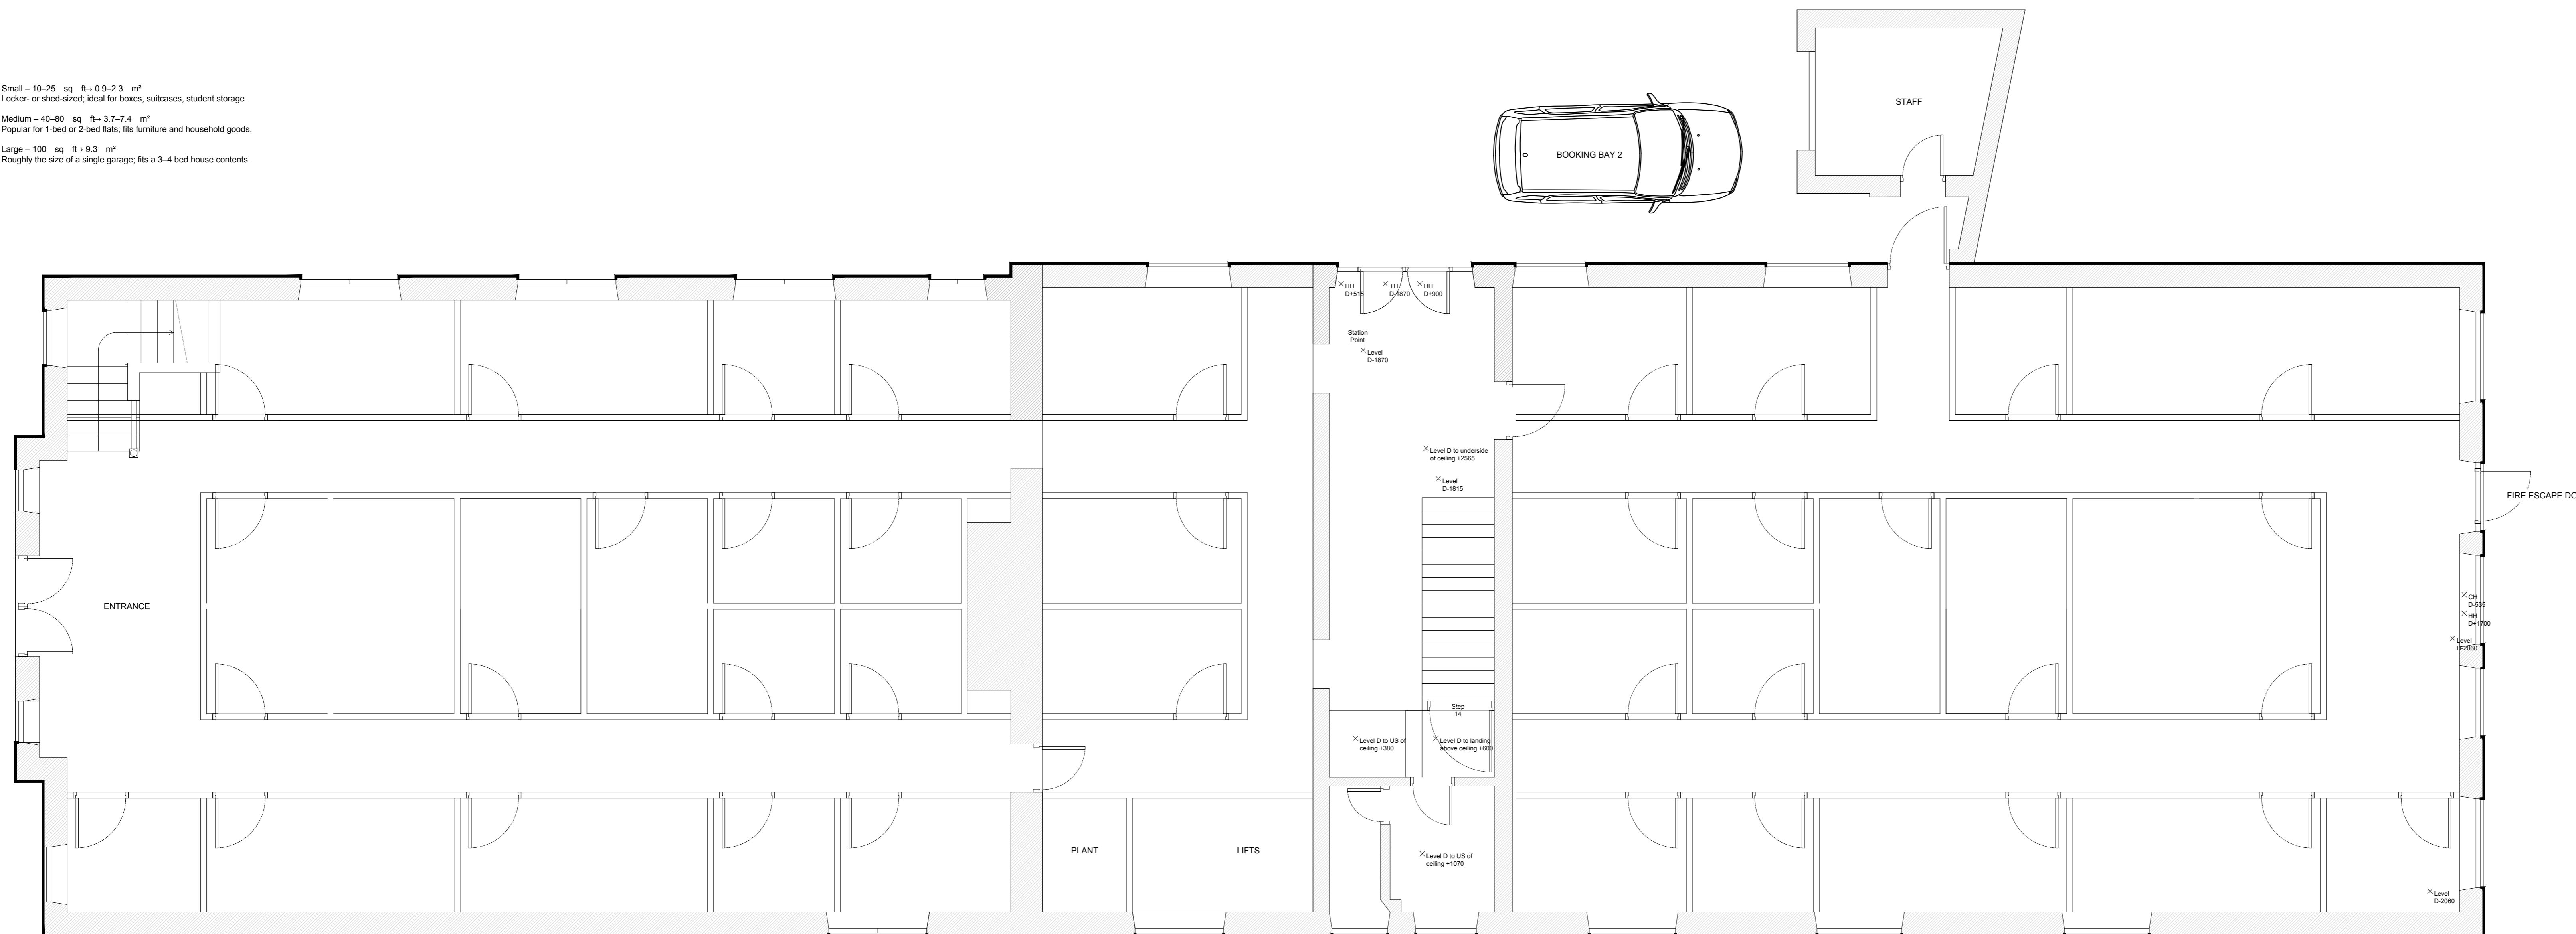 Small – 10–25 sq ft→ 0.9–2.3 m²
Locker- or shed-sized; ideal for boxes, suitcases, student storage.
Medium – 40–80 sq ft→ 3.7–7.4 m²
Popular for 1-bed or 2-bed flats; fits furniture and household goods.
Large – 100 sq ft→ 9.3 m²
Roughly the size of a single garage; fits a 3–4 bed house contents.
STAFF
BOOKING BAY 2
HH
D+515
TH
D-1870
HH
D+900
Station
Point
Level
D-1870
Level D to underside
of ceiling +2565
Level
D-1815
FIRE ESCAPE DO
ENTRANCE
CH
D-635
HH
D+1700
Level
D-2060
Step
14
Level D to US of
ceiling +380
Level D to landing
above ceiling +600
PLANT
LIFTS
Level D to US of
ceiling +1070
Level
D-2060